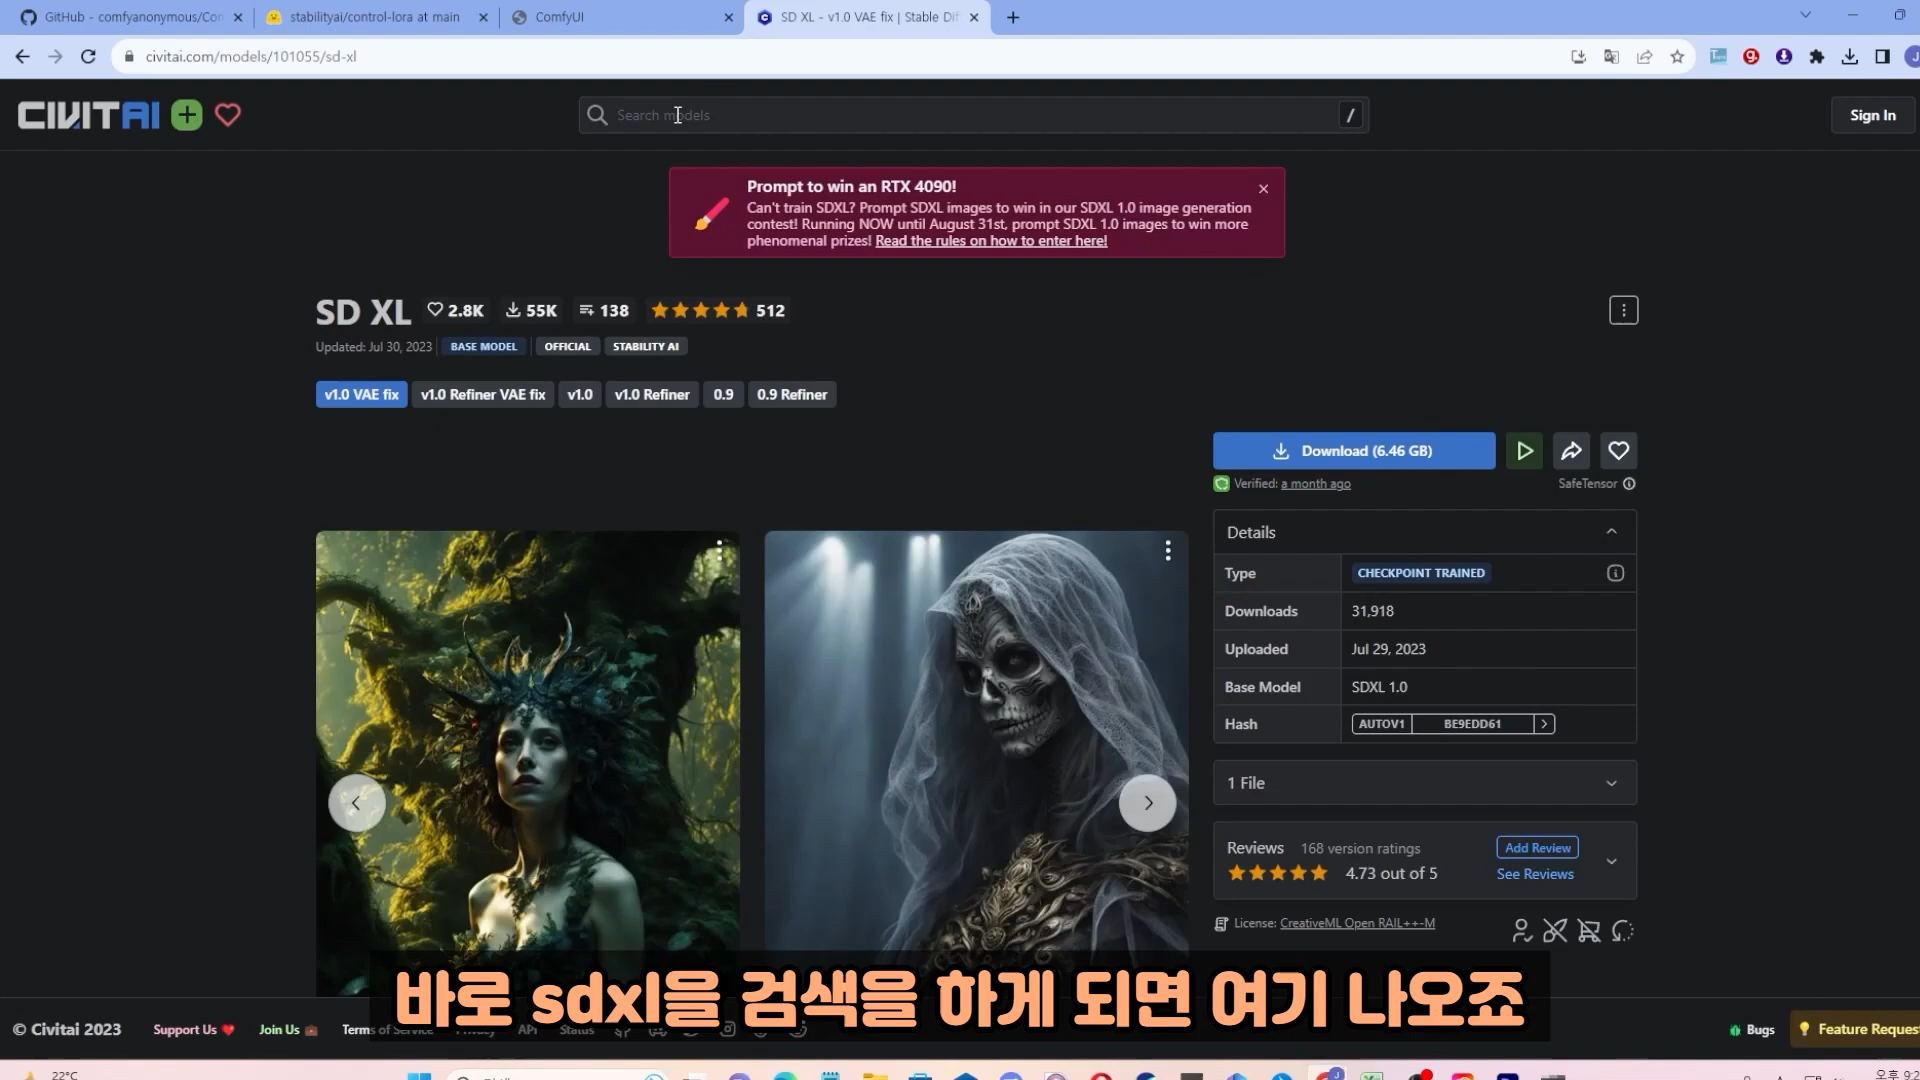 GitHub - comfyanonymous/Con
stabilityai/control-lora at main
ComfyUI
SD XL - v1.0 VAE fix | Stable Dif
civitai.com/models/101055/sd-xl
CIVITAI
Search models
/
Sign In
Prompt to win an RTX 4090!
Can't train SDXL? Prompt SDXL images to win in our SDXL 1.0 image generation
contest! Running NOW until August 31st, prompt SDXL 1.0 images to win more
phenomenal prizes! Read the rules on how to enter here!
SD XL 2.8K 55K 138 512
Updated: Jul 30, 2023 BASE MODEL OFFICIAL STABILITY AI
v1.0 VAE fix v1.0 Refiner VAE fix v1.0 v1.0 Refiner 0.9 0.9 Refiner
Download (6.46 GB)
Verified: a month ago SafeTensor
Details
Type CHECKPOINT TRAINED
Downloads 31,918
Uploaded Jul 29, 2023
Base Model SDXL 1.0
Hash AUTOV1 BE9EDD61
1 File
Reviews 168 version ratings Add Review
4.73 out of 5 See Reviews
License: CreativeML Open RAIL++-M
바로 sdxl을 검색을 하게 되면 여기 나오죠
© Civitai 2023 Support Us Join Us Terms of Service Privacy API Status Bugs Feature Reques
22°C